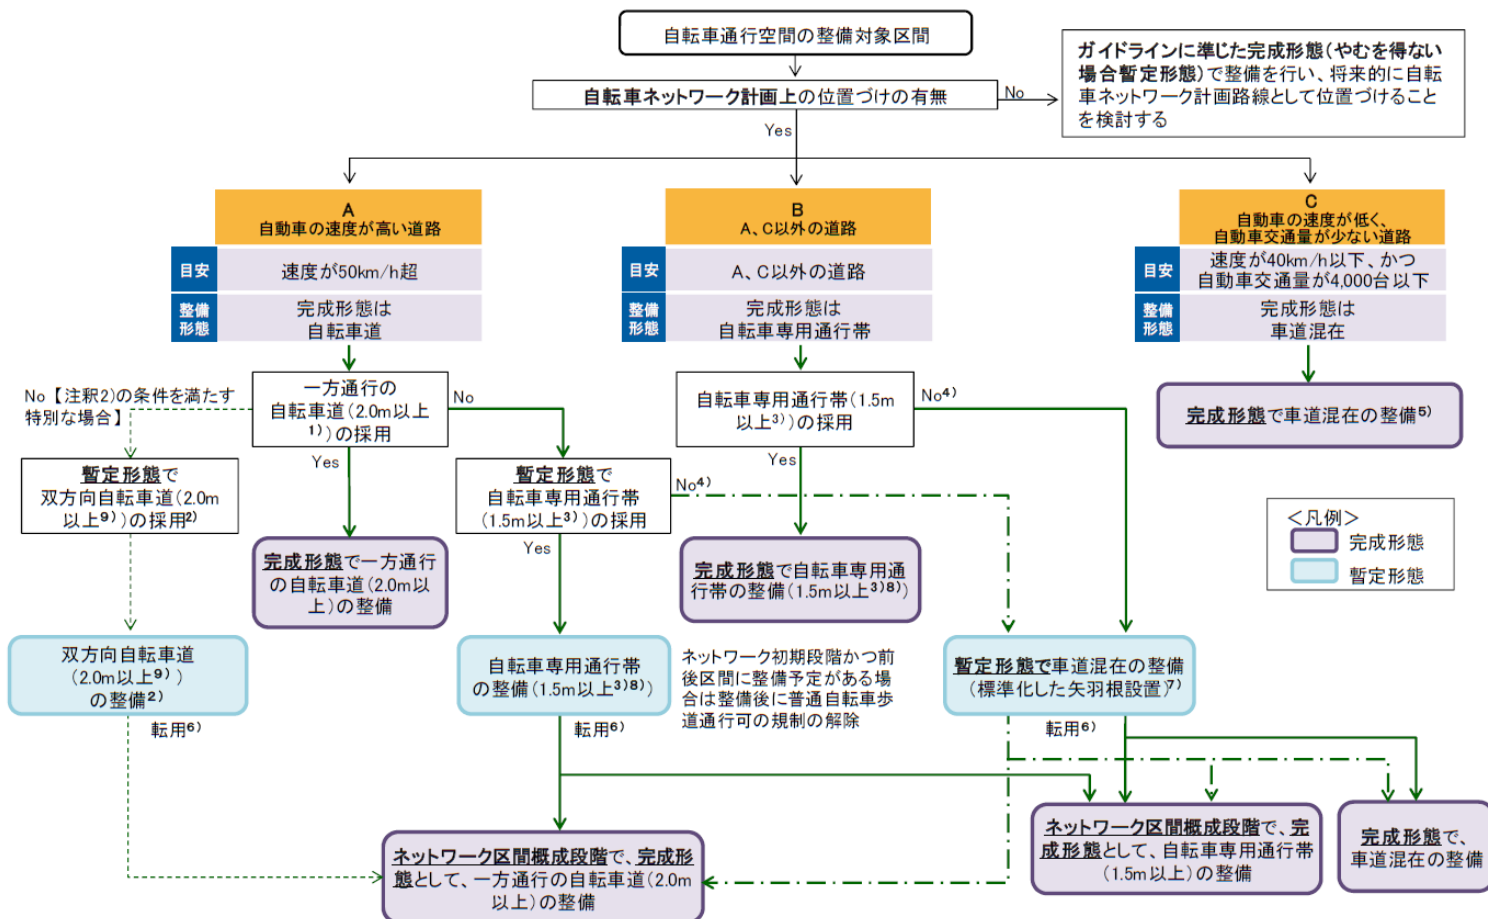 自転車通行空間の整備対象区間
自転車ネットワーク計画上の位置づけの有無
No
ガイドラインに準じた完成形態(やむを得ない
場合暫定形態)で整備を行い、将来的に自転
車ネットワーク計画路線として位置づけること
を検討する
Yes
A
自動車の速度が高い道路
目安
速度が50km/h超
整備
形態
完成形態は
自転車道
B
A、C以外の道路
目安
A、C以外の道路
整備
形態
完成形態は
自転車専用通行帯
C
自動車の速度が低く、
自動車交通量が少ない道路
目安
速度が40km/h以下、かつ
自動車交通量が4,000台以下
整備
形態
完成形態は
車道混在
No【注釈2)の条件を満たす
特別な場合】
一方通行の
自転車道(2.0m以上
1))の採用
No
Yes
自転車専用通行帯(1.5m
以上3))の採用
No4)
Yes
完成形態で車道混在の整備5)
暫定形態で
双方向自転車道(2.0m
以上9))の採用2)
暫定形態で
自転車専用通行帯
(1.5m以上3))の採用
No4)
Yes
完成形態で一方通行
の自転車道(2.0m以
上)の整備
完成形態で自転車専用通
行帯の整備(1.5m以上3)8))
<凡例>
完成形態
暫定形態
双方向自転車道
(2.0m以上9))
の整備2)
転用6)
自転車専用通行帯
の整備(1.5m以上3)8))
転用6)
ネットワーク初期段階かつ前
後区間に整備予定がある場
合は整備後に普通自転車歩
道通行可の規制の解除
暫定形態で車道混在の整備
(標準化した矢羽根設置)7)
転用6)
ネットワーク区間概成段階で、完成形
態として、一方通行の自転車道(2.0m
以上)の整備
ネットワーク区間概成段階で、完
成形態として、自転車専用通行帯
(1.5m以上)の整備
完成形態で、
車道混在の整備